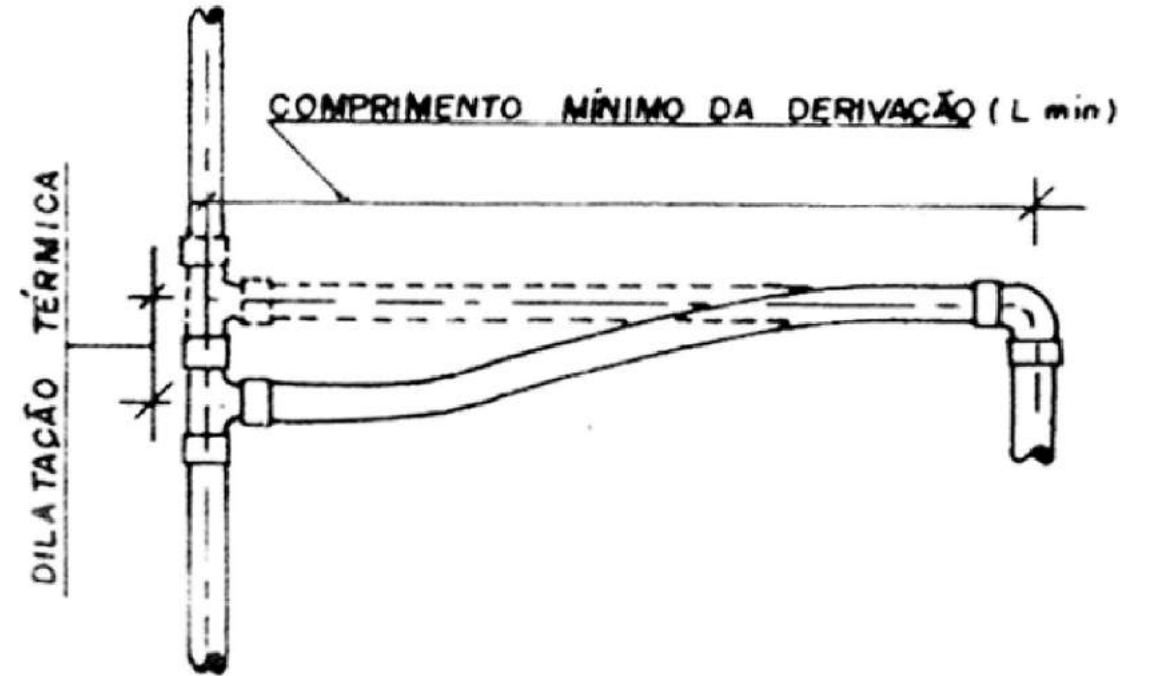 COMPRIMENTO MÍNIMO DA DERIVAÇÃO (L min)
DILATAÇÃO TÉRMICA